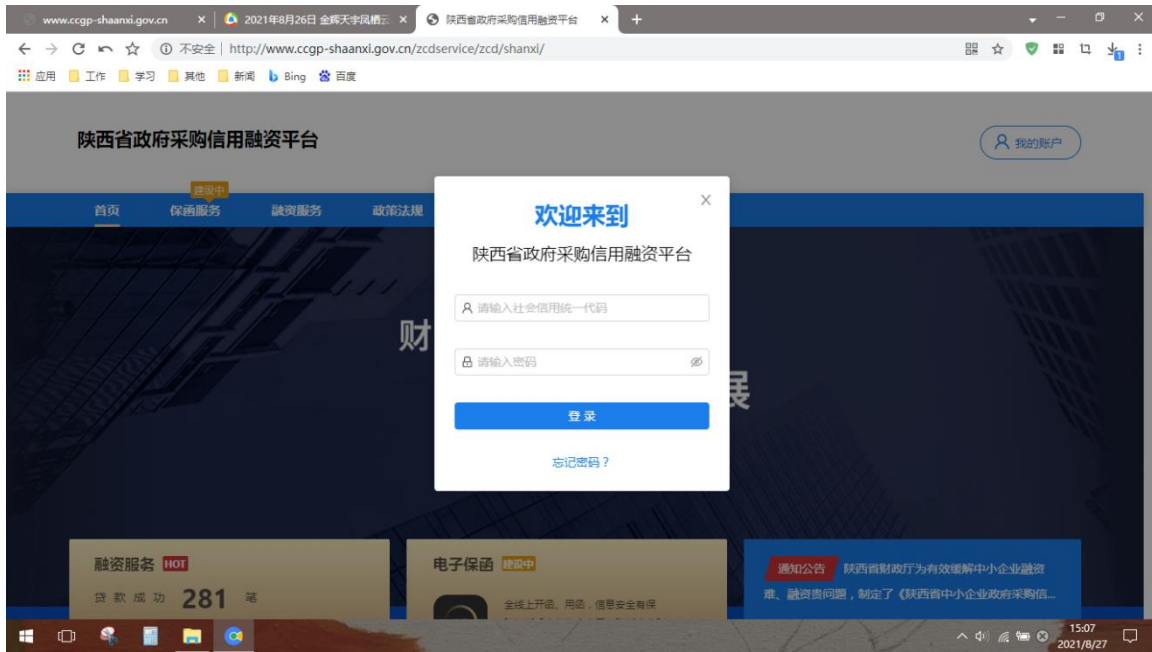 www.ccgp-shaanxi.gov.cn
2021年8月26日 金辉天宇凤栖云
陕西省政府采购信用融资平台
不安全 | http://www.ccgp-shaanxi.gov.cn/zcdservice/zcd/shanxi/
应用 工作 学习 其他 新闻 Bing 百度
陕西省政府采购信用融资平台
我的账户
建设中
首页 保函服务 融资服务 政策法规
欢迎来到
陕西省政府采购信用融资平台
请输入社会信用统一代码
请输入密码
登录
忘记密码？
财
展
融资服务 HOT
贷款成功 281 笔
电子保函 建设中
全线上开函、用函，信息安全有保
通知公告 陕西省财政厅为有效缓解中小企业融资
难、融资贵问题，制定了《陕西省中小企业政府采购信...
1
15:07
2021/8/27